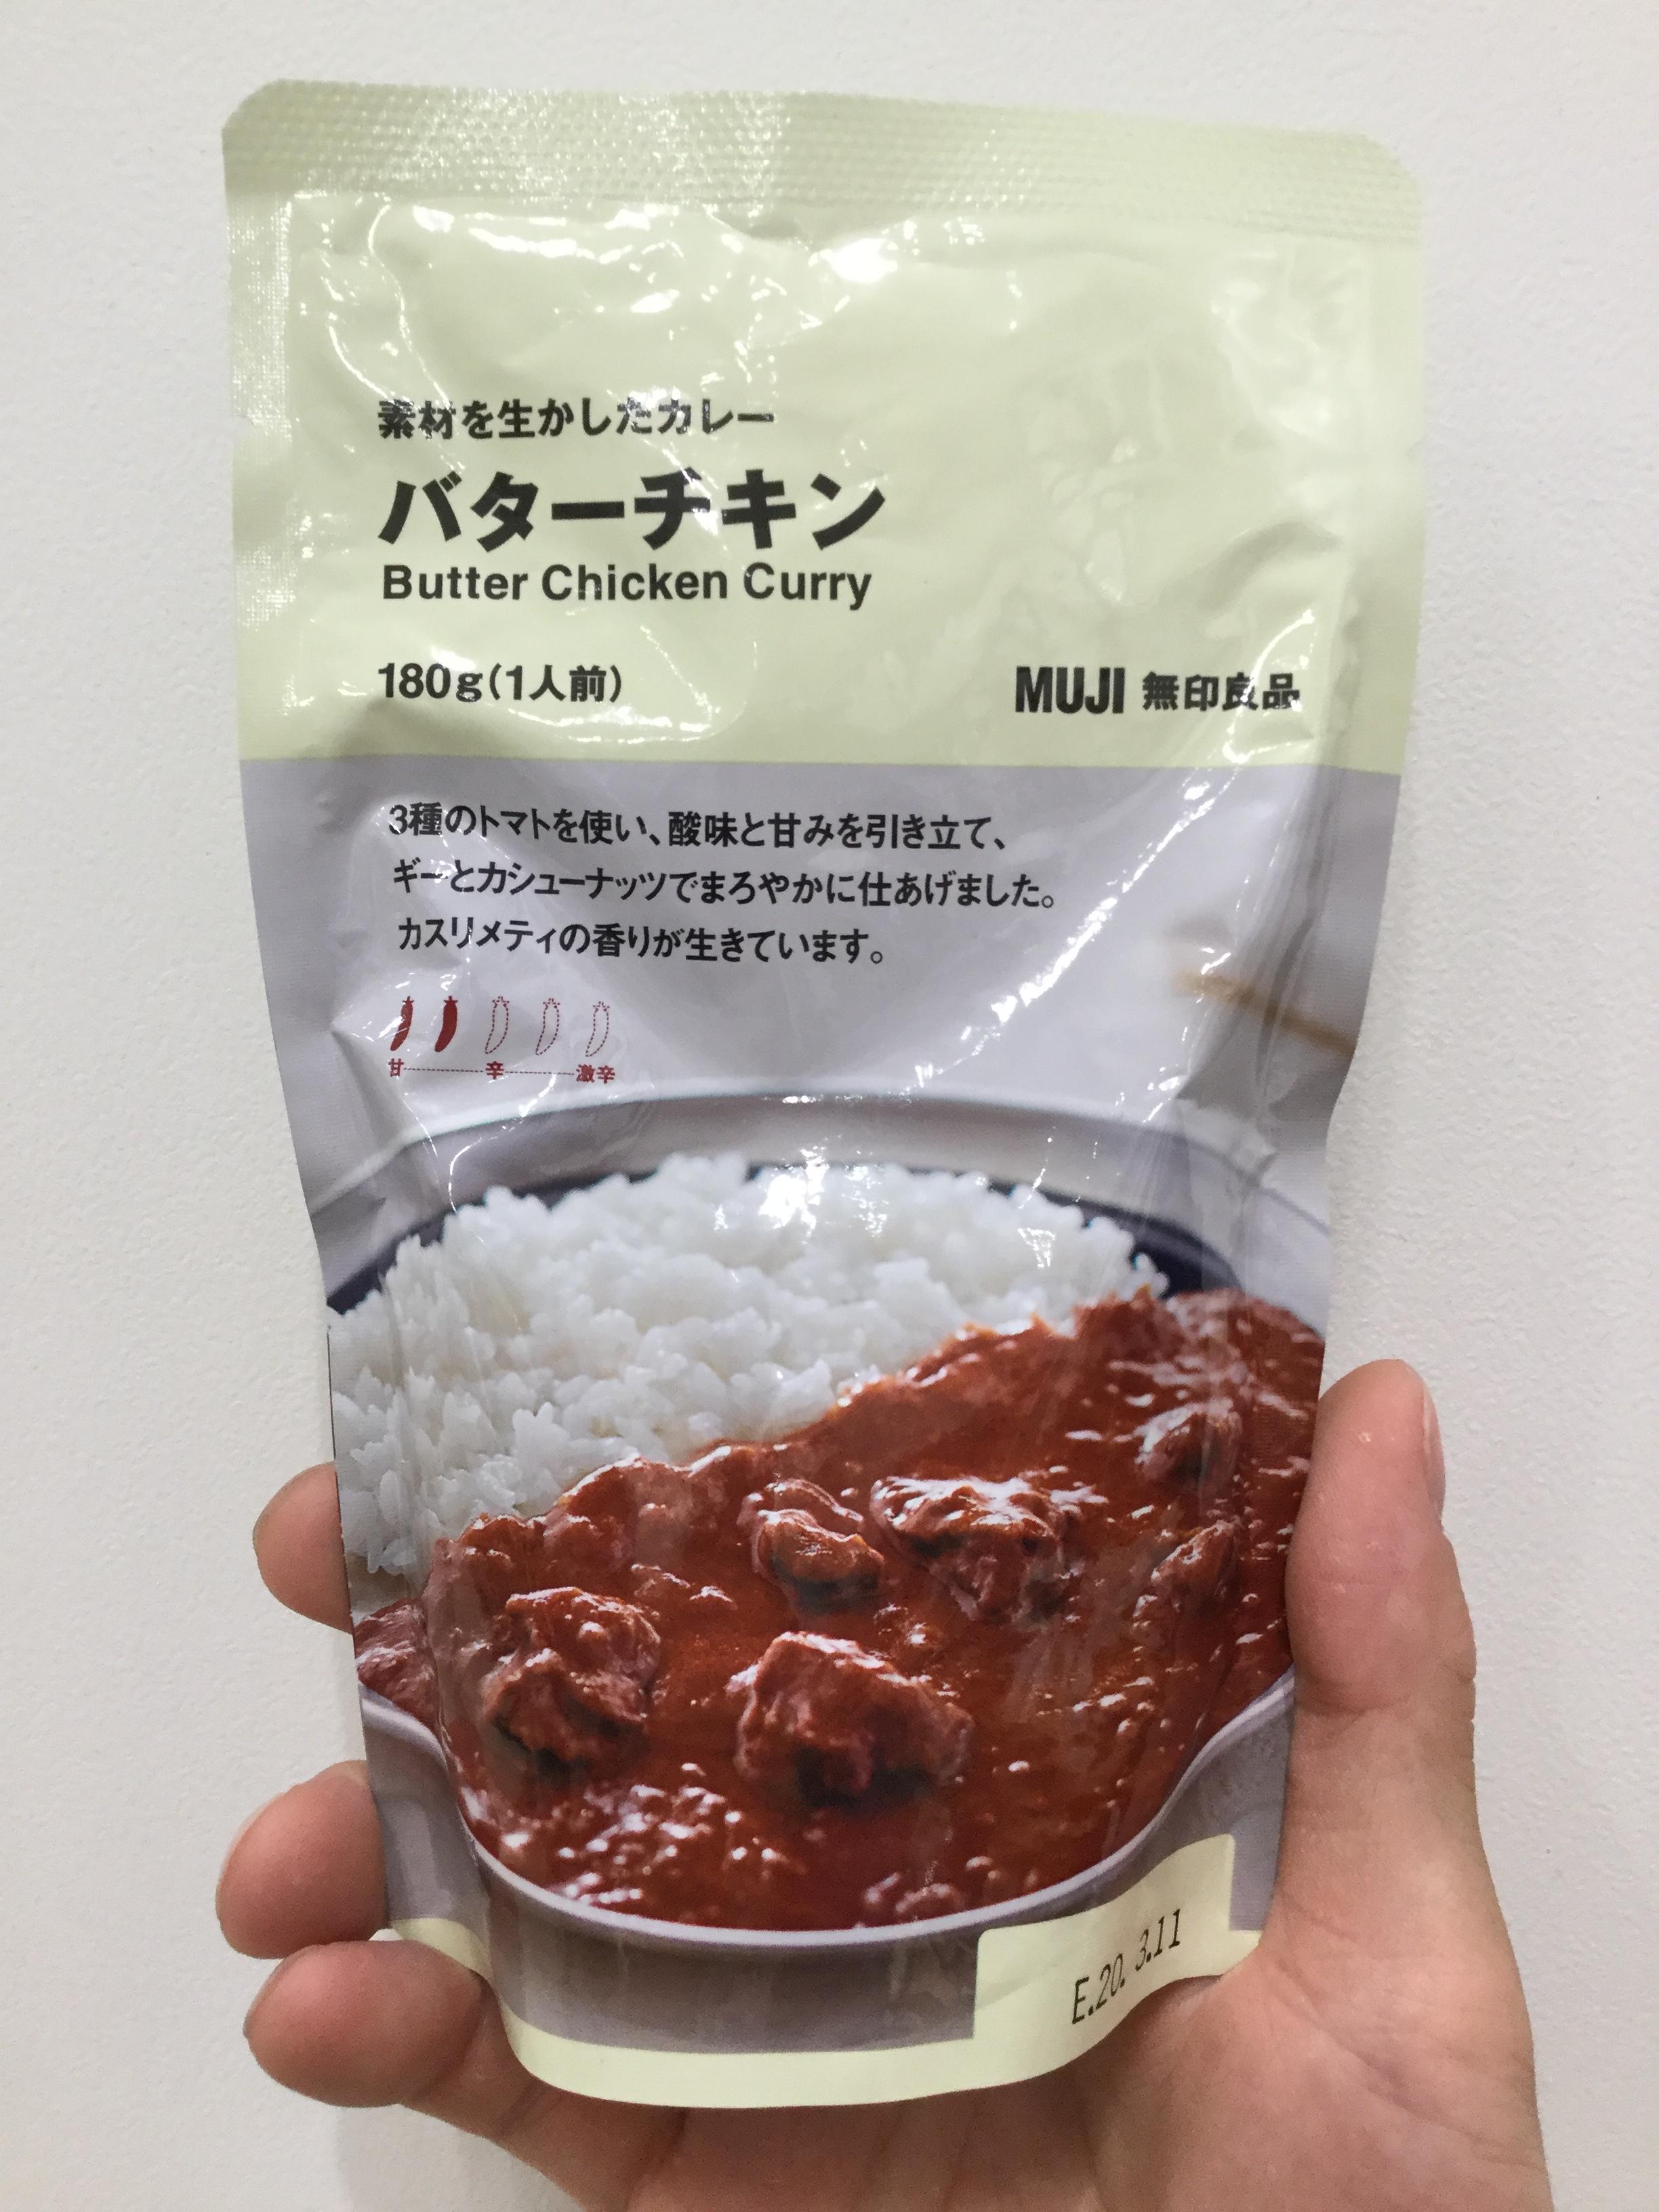 素材を生かしたカレー
バターチキン
Butter Chicken Curry
180g(1人前)
MUJI 無印良品
3種のトマトを使い、酸味と甘みを引き立て、
ギーとカシューナッツでまろやかに仕あげました。
カスリメティの香りが生きています。
甘 辛 激辛
E.20. 3.11